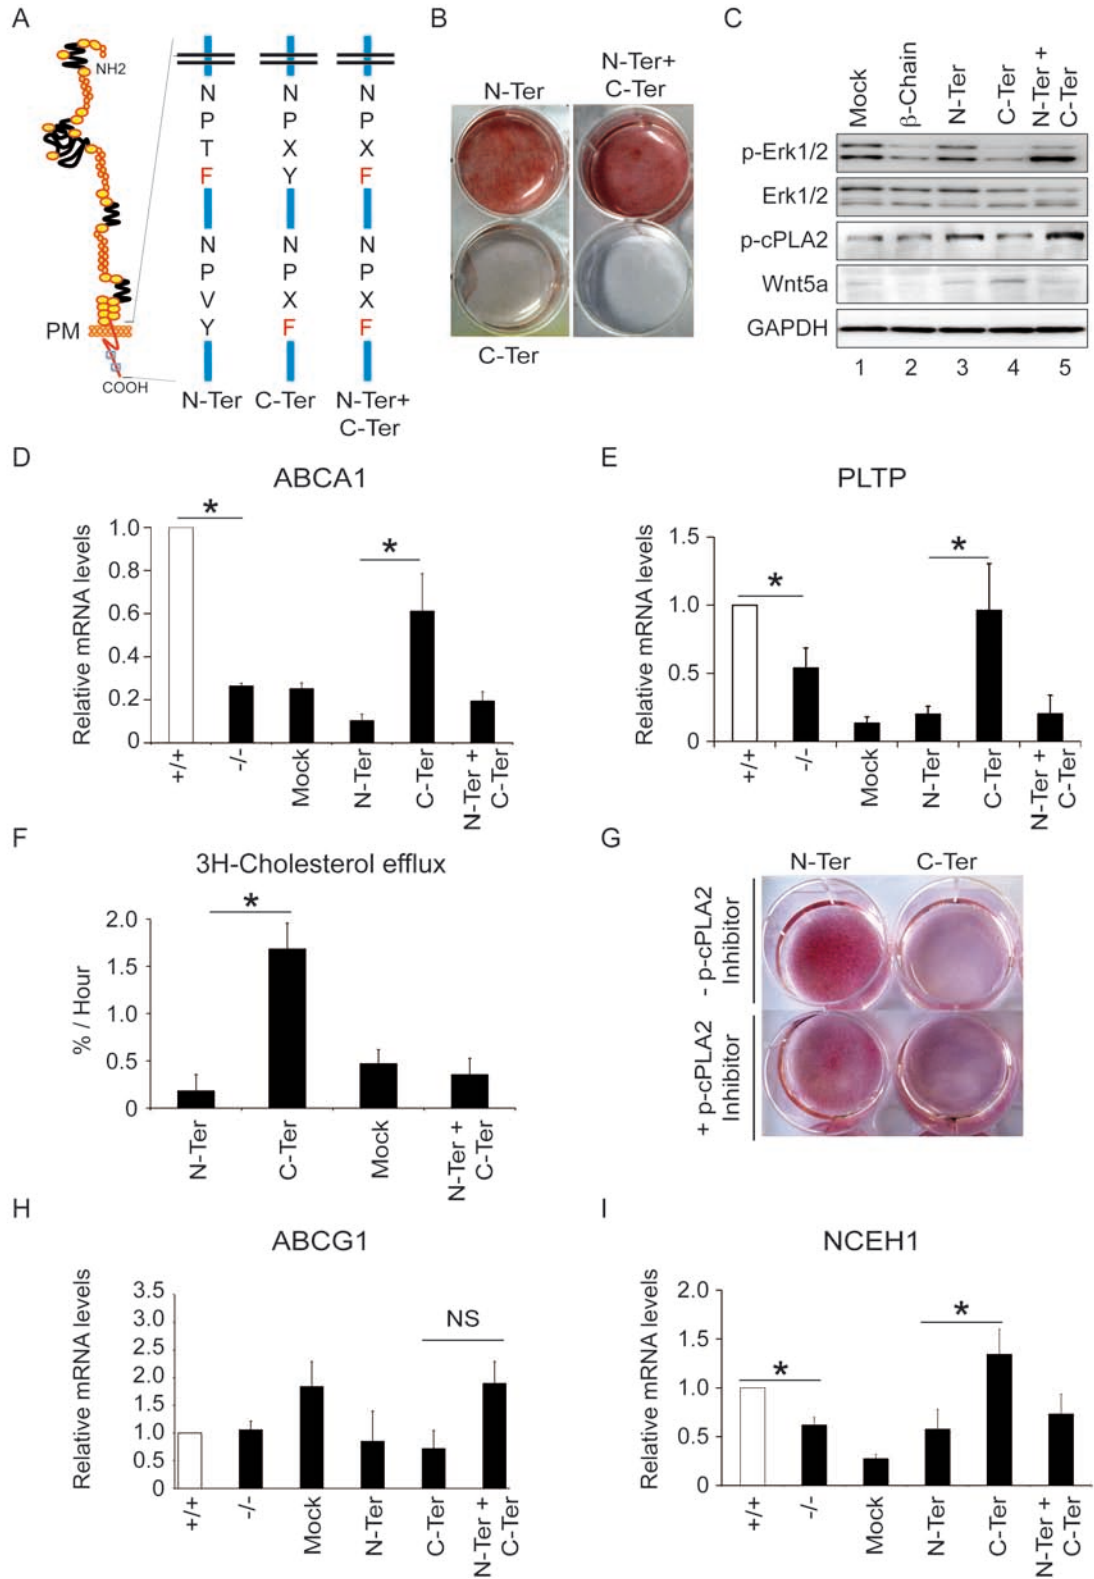 A
NH2
PM
COOH
N N N
P P P
T X X
F Y F
N N N
P P P
V X X
Y F F
N-Ter C-Ter N-Ter+
C-Ter
B
N-Ter
N-Ter+
C-Ter
C-Ter
C
Mock
β-Chain
N-Ter
C-Ter
N-Ter +
C-Ter
p-Erk1/2
Erk1/2
p-cPLA2
Wnt5a
GAPDH
1 2 3 4 5
D
ABCA1
Relative mRNA levels
1.0
0.8
0.6
0.4
0.2
0
*
*
+/+
-/-
Mock
N-Ter
C-Ter
N-Ter +
C-Ter
E
PLTP
Relative mRNA levels
1.5
1.0
0.5
0
*
*
+/+
-/-
Mock
N-Ter
C-Ter
N-Ter +
C-Ter
F
3H-Cholesterol efflux
% / Hour
2.0
1.5
1.0
0.5
0
*
N-Ter
C-Ter
Mock
N-Ter +
C-Ter
G
N-Ter C-Ter
- p-cPLA2
Inhibitor
+ p-cPLA2
Inhibitor
H
ABCG1
Relative mRNA levels
3.5
3.0
2.5
2.0
1.5
1.0
0.5
0
NS
+/+
-/-
Mock
N-Ter
C-Ter
N-Ter +
C-Ter
I
NCEH1
Relative mRNA levels
2.0
1.5
1.0
0.5
0
*
*
+/+
-/-
Mock
N-Ter
C-Ter
N-Ter +
C-Ter